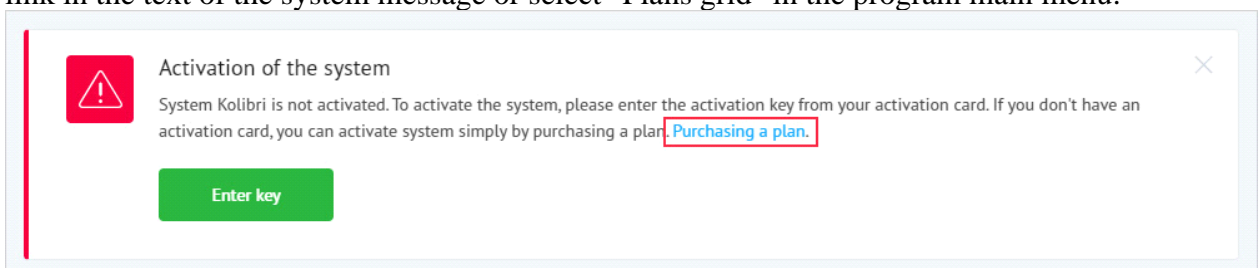 link in the text of the system message or select "Plans grid" in the program main menu.
Activation of the system
System Kolibri is not activated. To activate the system, please enter the activation key from your activation card. If you don't have an
activation card, you can activate system simply by purchasing a plan. Purchasing a plan.
Enter key